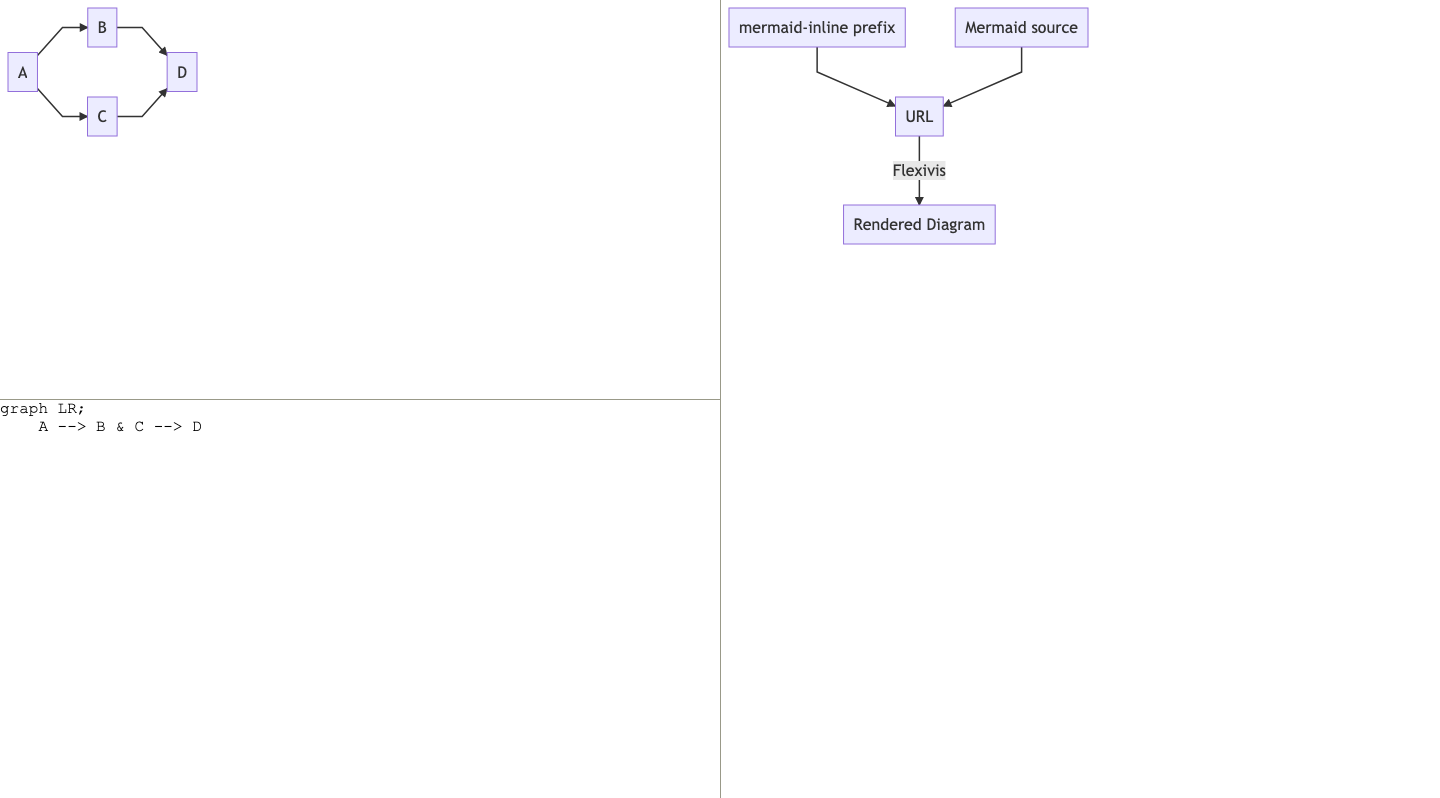 B
A
D
C
graph LR;
    A --> B & C --> D
mermaid-inline prefix
Mermaid source
URL
Flexivis
Rendered Diagram